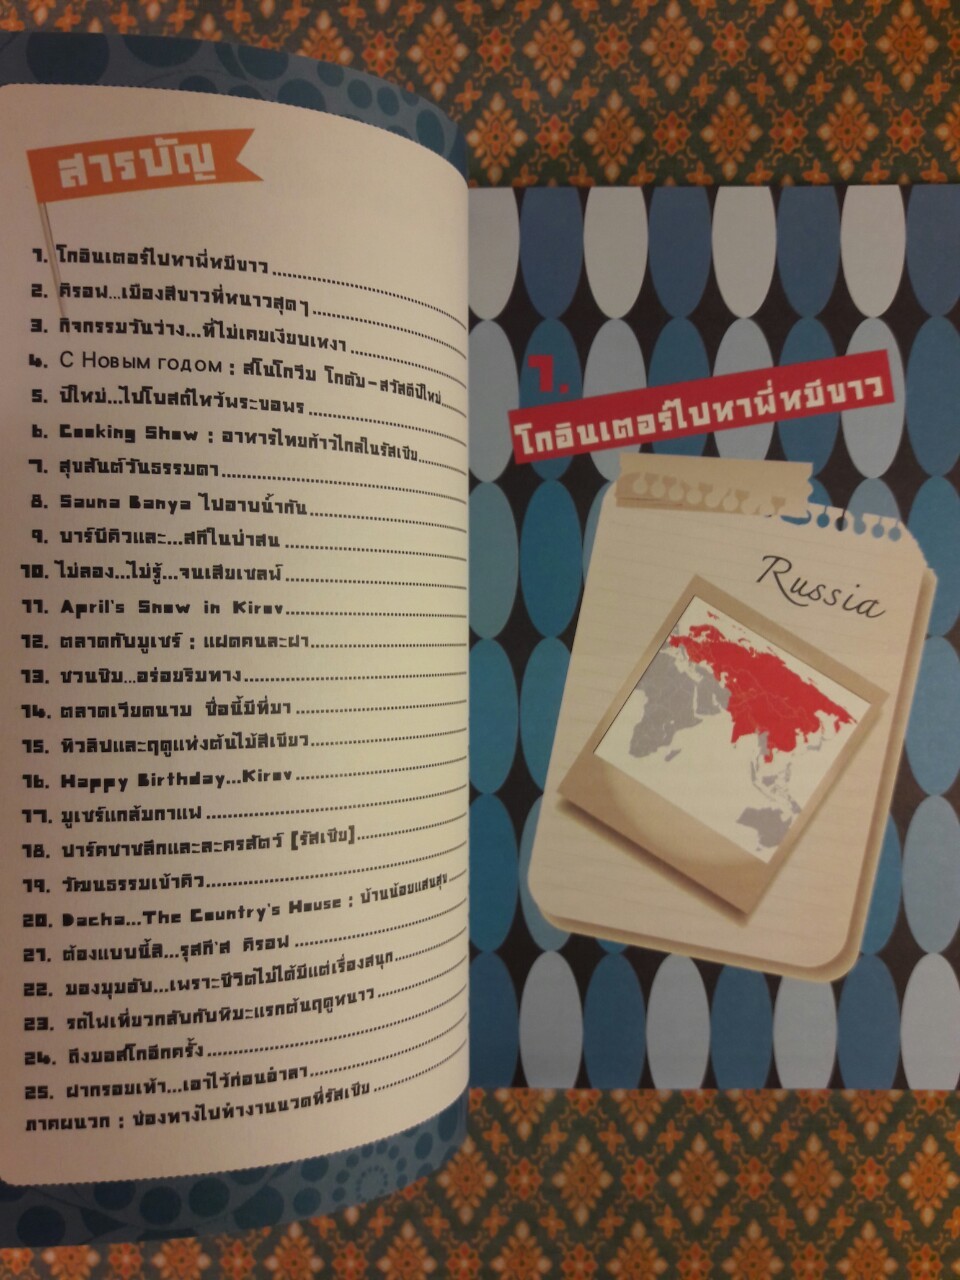 สารบัญ
1. โกอินเตอร์ไปหาพี่หมีขาว
2. คิรอฟ...เมืองสีขาวที่หนาวสุดๆ
3. กิจกรรมวันว่าง...ที่ไม่เคยเงียบเหงา
4. С Новым годом : สโนโกวึม โกดัม-สวัสดีปีใหม่
5. ปีใหม่...ไปโบสถ์ไหว้พระขอพร
6. Cooking Show : อาหารไทยก้าวไกลในรัสเซีย
7. สุขสันต์วันธรรมดา
8. Sauna Banya ไปอาบน้ำกัน
9. บาร์บีคิวและ...สกีในป่าสน
10. ไม่ลอง...ไม่รู้...จนเสียเซลฟ์
11. April's Snow in Kirov
12. ตลาดกับมูเซร์ : แฝดคนละฝา
13. ชวนชิม...อร่อยริมทาง
14. ตลาดเวียดนาม ชื่อนี้มีที่มา
15. ทิวลิปและฤดูแห่งต้นไม้สีเขียว
16. Happy Birthday...Kirov
17. มูเซร์แกล้มกาแฟ
18. ปาร์คชาชลีกและละครสัตว์ [รัสเซีย]
19. วัฒนธรรมเข้าคิว
20. Dacha...The Country's House : บ้านน้อยแสนสุข
21. ต้องแบบนี้สิ...รุสกี'ส คิรอฟ
22. มองมุมอับ...เพราะชีวิตไม่ได้มีแต่เรื่องสนุก
23. รถไฟเที่ยวกลับกับหิมะแรกต้นฤดูหนาว
24. ถึงมอสโกอีกครั้ง
25. ฝากรอยเท้า...เอาไว้ก่อนอำลา
ภาคผนวก : ช่องทางไปทำงานนวดที่รัสเซีย
1.
โกอินเตอร์ไปหาพี่หมีขาว
Russia